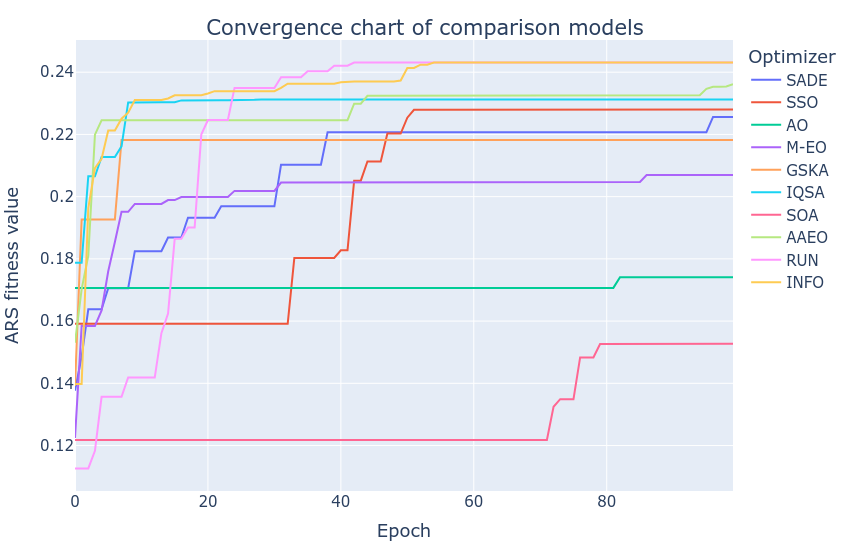 Convergence chart of comparison models
ARS fitness value
0.24
0.22
0.2
0.18
0.16
0.14
0.12
0
20
40
60
80
Epoch
Optimizer
SADE
SSO
AO
M-EO
GSKA
IQSA
SOA
AAEO
RUN
INFO